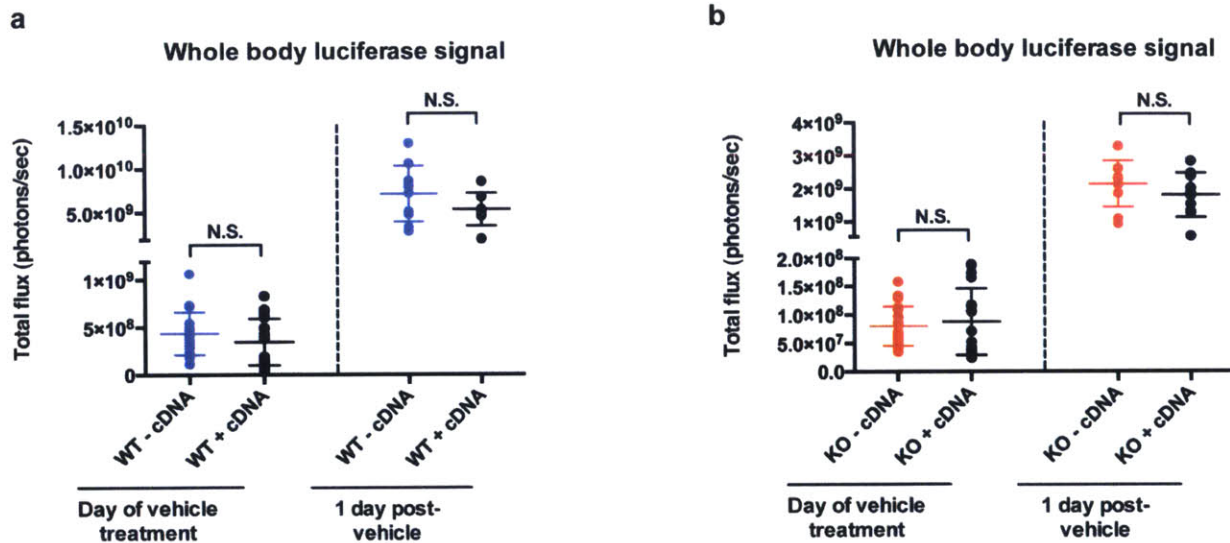 a
Whole body luciferase signal
N.S.
1.5×10¹⁰
1.0×10¹⁰
5.0×10⁹
N.S.
1×10⁹
5×10⁸
0
Total flux (photons/sec)
WT - cDNA
WT + cDNA
WT - cDNA
WT + cDNA
Day of vehicle
treatment
1 day post-
vehicle
b
Whole body luciferase signal
N.S.
4×10⁹
3×10⁹
2×10⁹
1×10⁹
N.S.
2.0×10⁸
1.5×10⁸
1.0×10⁸
5.0×10⁷
0.0
Total flux (photons/sec)
KO - cDNA
KO + cDNA
KO - cDNA
KO + cDNA
Day of vehicle
treatment
1 day post-
vehicle